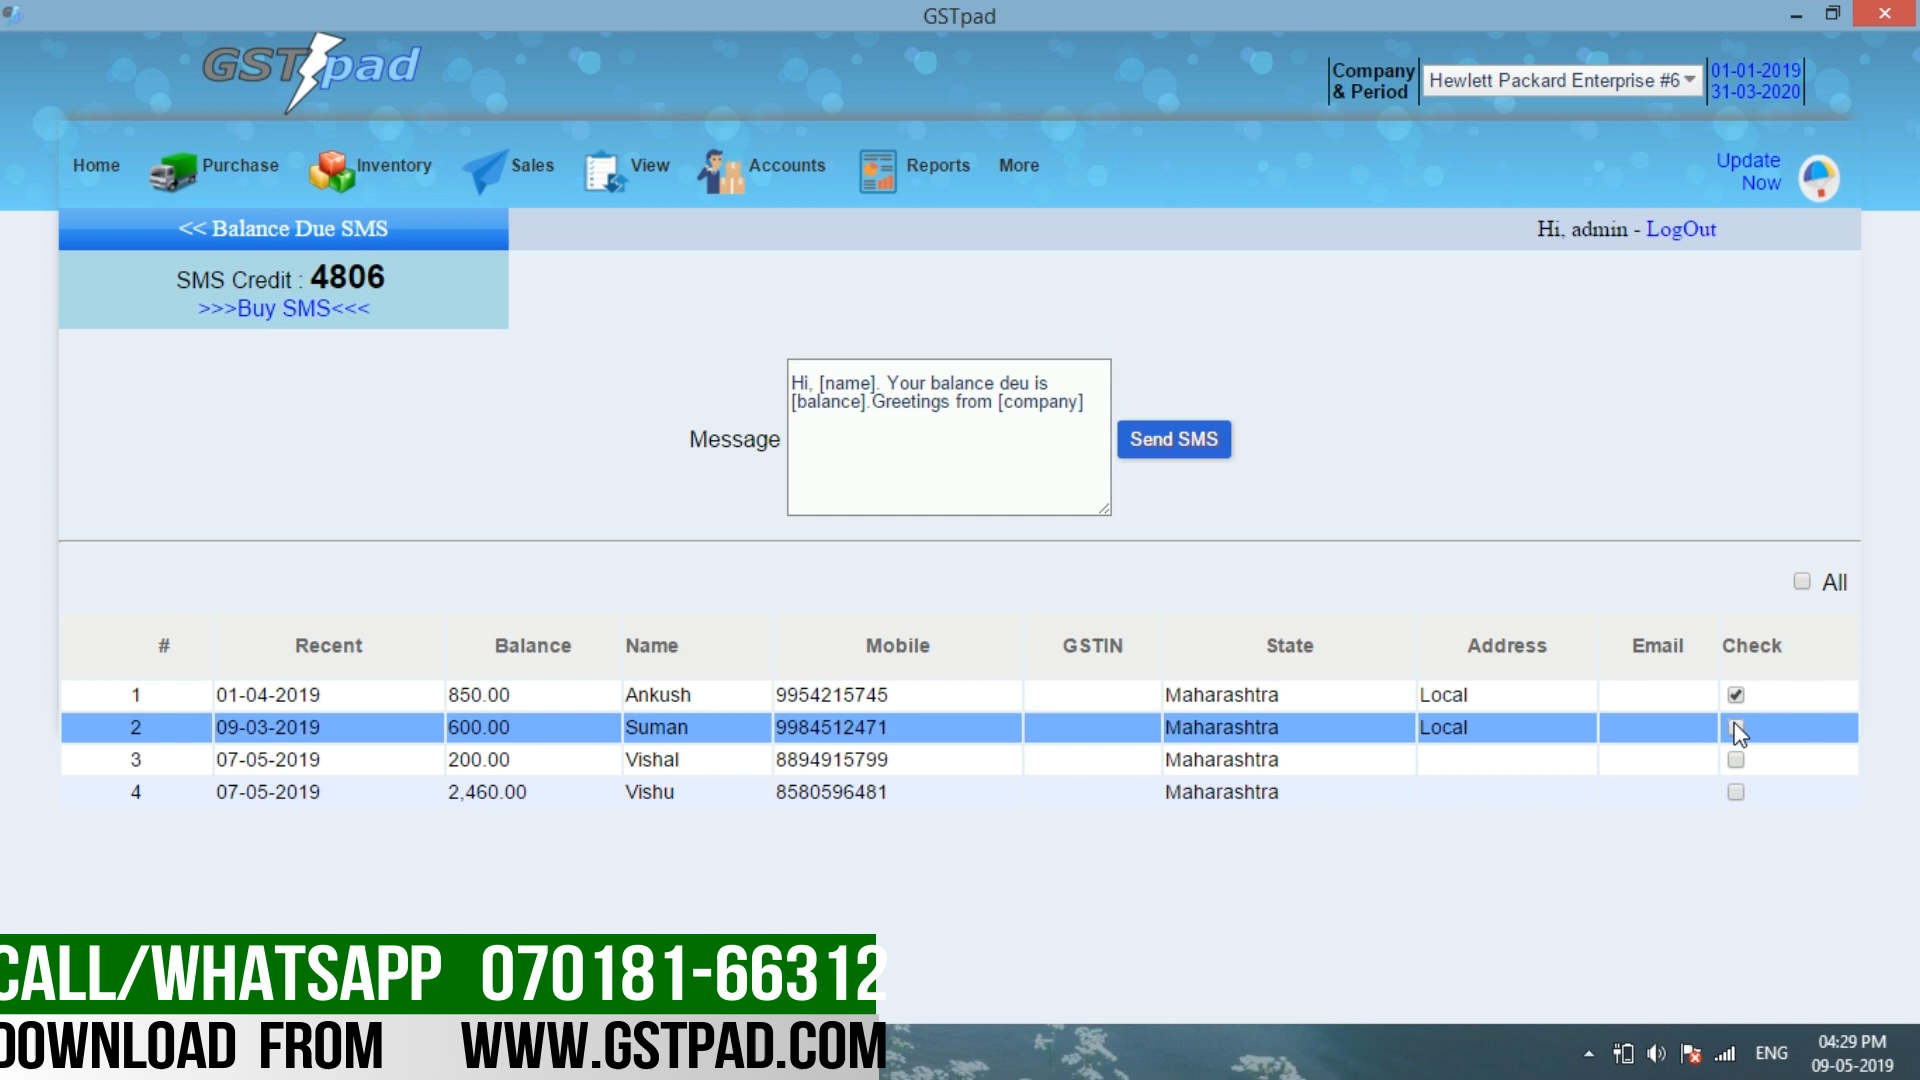 GSTpad
GST pad
Company & Period
Hewlett Packard Enterprise #6
01-01-2019
31-03-2020
Home Purchase Inventory Sales View Accounts Reports More
Update Now
<< Balance Due SMS
Hi, admin - LogOut
SMS Credit : 4806
>>>Buy SMS<<<
Message
Hi, [name]. Your balance deu is
[balance].Greetings from [company]
Send SMS
All
# Recent Balance Name Mobile GSTIN State Address Email Check
1 01-04-2019 850.00 Ankush 9954215745 Maharashtra Local
2 09-03-2019 600.00 Suman 9984512471 Maharashtra Local
3 07-05-2019 200.00 Vishal 8894915799 Maharashtra
4 07-05-2019 2,460.00 Vishu 8580596481 Maharashtra
CALL/WHATSAPP 070181-66312
DOWNLOAD FROM WWW.GSTPAD.COM
ENG
04:29 PM
09-05-2019